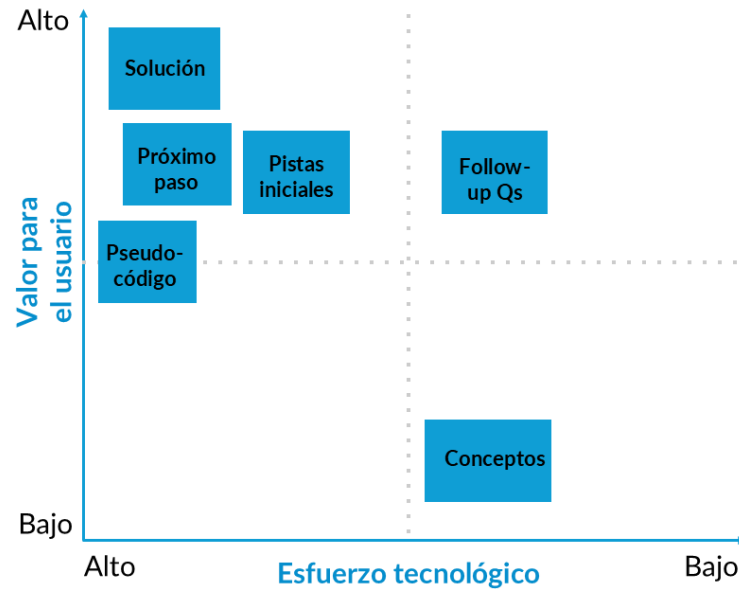 Alto
Solución
Próximo
paso
Pistas
iniciales
Follow-
up Qs
Pseudo-
código
Valor para
el usuario
Conceptos
Bajo
Alto
Esfuerzo tecnológico
Bajo